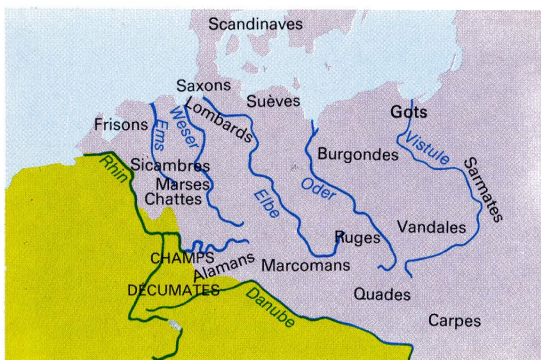 Scandinaves
Saxons
Suèves
Lombards
Gots
Frisons
Ems
Weser
Vistule
Burgondes
Rhin
Sicambres
Marses
Chattes
Elbe
Oder
Sarmates
Vandales
Ruges
CHAMPS
DÉCUMATES
Alamans
Marcomans
Danube
Quades
Carpes